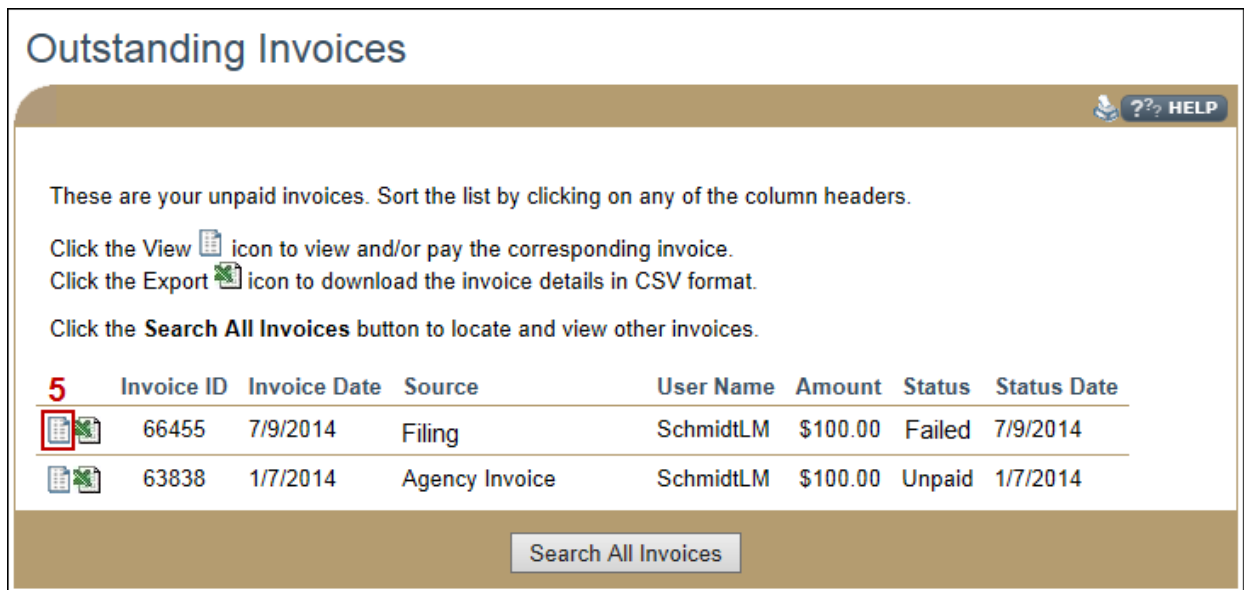 Outstanding Invoices
??? HELP
These are your unpaid invoices. Sort the list by clicking on any of the column headers.
Click the View icon to view and/or pay the corresponding invoice.
Click the Export icon to download the invoice details in CSV format.
Click the Search All Invoices button to locate and view other invoices.
5 Invoice ID Invoice Date Source User Name Amount Status Status Date
66455 7/9/2014 Filing SchmidtLM $100.00 Failed 7/9/2014
63838 1/7/2014 Agency Invoice SchmidtLM $100.00 Unpaid 1/7/2014
Search All Invoices